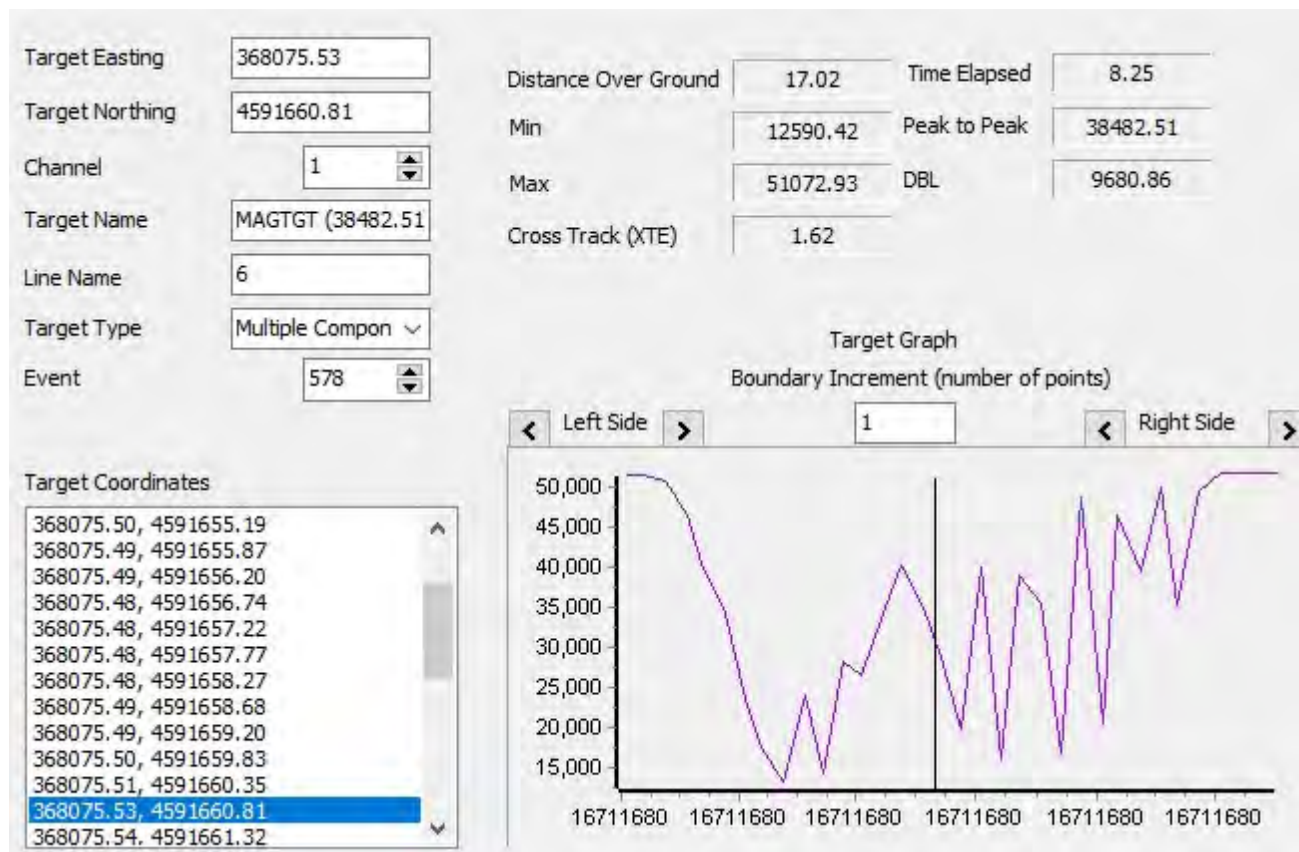 Target Easting 368075.53
Target Northing 4591660.81
Channel 1
Target Name MAGTGT (38482.51
Line Name 6
Target Type Multiple Compon
Event 578
Distance Over Ground 17.02 Time Elapsed 8.25
Min 12590.42 Peak to Peak 38482.51
Max 51072.93 DBL 9680.86
Cross Track (XTE) 1.62
Target Graph
Boundary Increment (number of points)
Left Side 1 Right Side
Target Coordinates
368075.50, 4591655.19
368075.49, 4591655.87
368075.49, 4591656.20
368075.48, 4591656.74
368075.48, 4591657.22
368075.48, 4591657.77
368075.48, 4591658.27
368075.49, 4591658.68
368075.49, 4591659.20
368075.50, 4591659.83
368075.51, 4591660.35
368075.53, 4591660.81
368075.54, 4591661.32
50,000
45,000
40,000
35,000
30,000
25,000
20,000
15,000
16711680 16711680 16711680 16711680 16711680 16711680